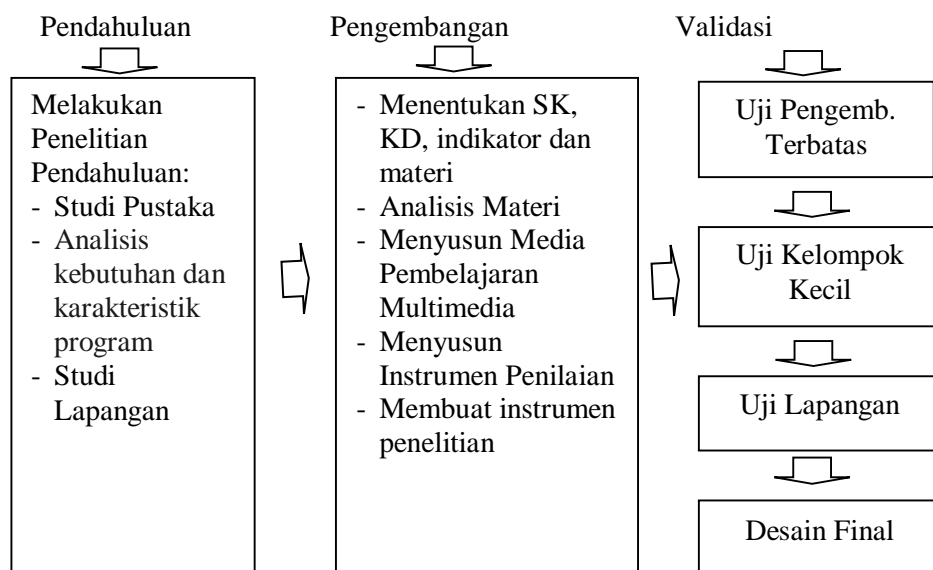 Pendahuluan
Melakukan
Penelitian
Pendahuluan:
- Studi Pustaka
- Analisis
kebutuhan dan
karakteristik
program
- Studi
Lapangan
Pengembangan
- Menentukan SK,
KD, indikator dan
materi
- Analisis Materi
- Menyusun Media
Pembelajaran
Multimedia
- Menyusun
Instrumen Penilaian
- Membuat instrumen
penelitian
Validasi
Uji Pengemb.
Terbatas
Uji Kelompok
Kecil
Uji Lapangan
Desain Final